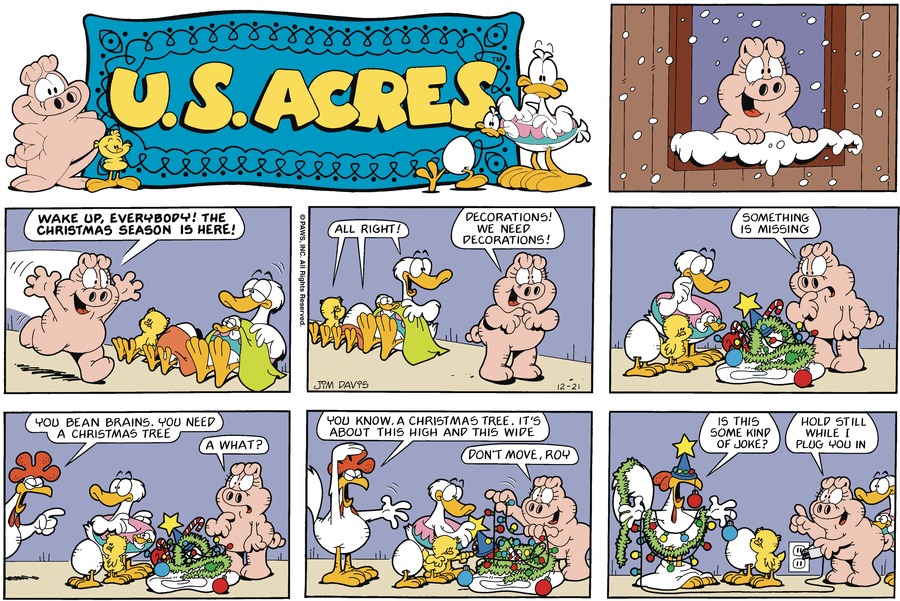 U.S. ACRES
TM
WAKE UP, EVERYBODY! THE
CHRISTMAS SEASON IS HERE!
© PAWS, INC. All Rights Reserved.
ALL RIGHT!
DECORATIONS!
WE NEED
DECORATIONS!
JIM DAVIS
12-21
SOMETHING
IS MISSING
YOU BEAN BRAINS. YOU NEED
A CHRISTMAS TREE
A WHAT?
YOU KNOW, A CHRISTMAS TREE. IT'S
ABOUT THIS HIGH AND THIS WIDE
DON'T MOVE, ROY
IS THIS
SOME KIND
OF JOKE?
HOLD STILL
WHILE I
PLUG YOU IN